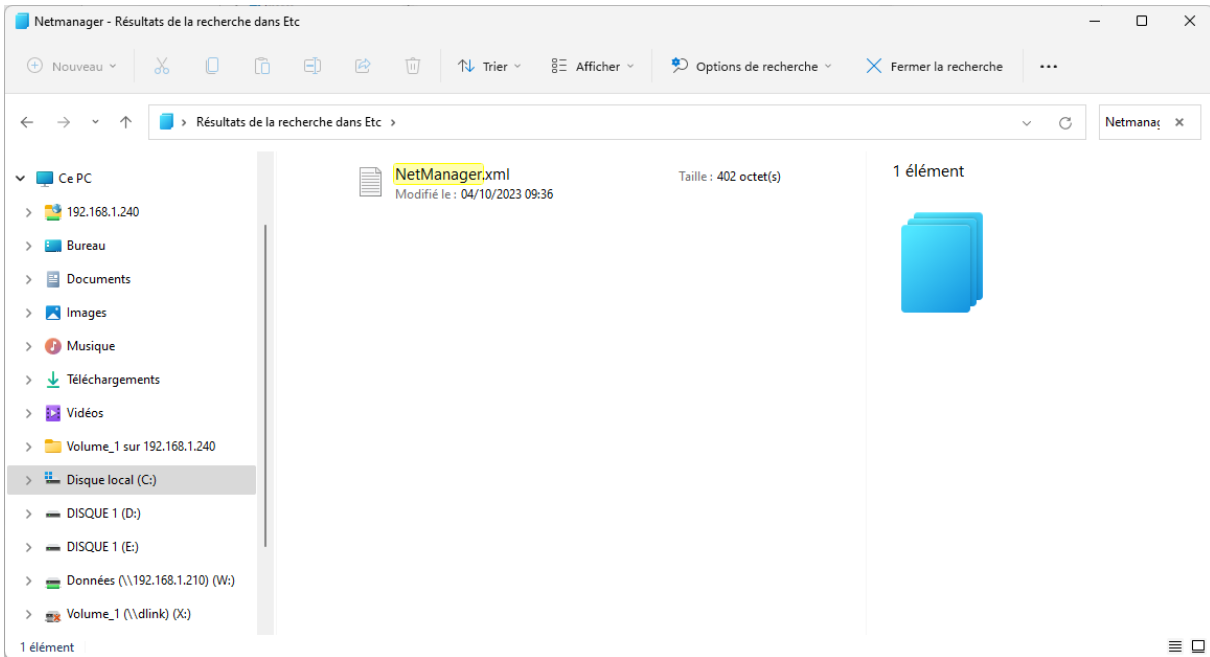 Netmanager - Résultats de la recherche dans Etc
Nouveau Trier Afficher Options de recherche Fermer la recherche
Résultats de la recherche dans Etc Netmanag
Ce PC
192.168.1.240
Bureau
Documents
Images
Musique
Téléchargements
Vidéos
Volume_1 sur 192.168.1.240
Disque local (C:)
DISQUE 1 (D:)
DISQUE 1 (E:)
Données (\\192.168.1.210) (W:)
Volume_1 (\\dlink) (X:)
NetManager.xml
Modifié le : 04/10/2023 09:36
Taille : 402 octet(s)
1 élément
1 élément